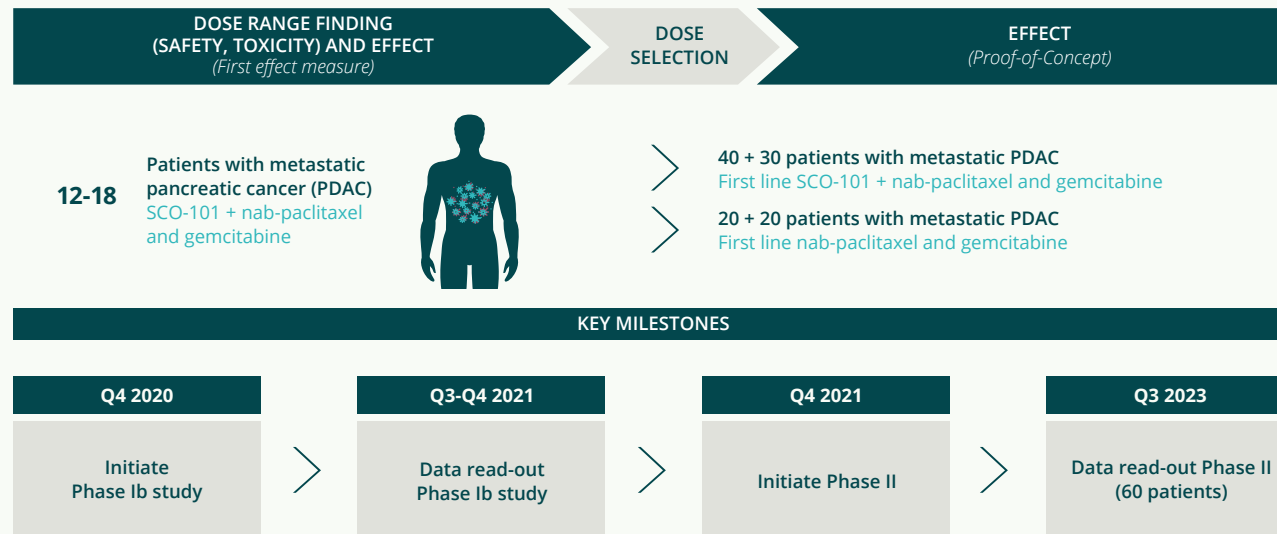 DOSE RANGE FINDING
(SAFETY, TOXICITY) AND EFFECT
(First effect measure)
DOSE
SELECTION
EFFECT
(Proof-of-Concept)
12-18
Patients with metastatic
pancreatic cancer (PDAC)
SCO-101 + nab-paclitaxel
and gemcitabine
40 + 30 patients with metastatic PDAC
First line SCO-101 + nab-paclitaxel and gemcitabine
20 + 20 patients with metastatic PDAC
First line nab-paclitaxel and gemcitabine
KEY MILESTONES
Q4 2020
Initiate
Phase Ib study
Q3-Q4 2021
Data read-out
Phase Ib study
Q4 2021
Initiate Phase II
Q3 2023
Data read-out Phase II
(60 patients)